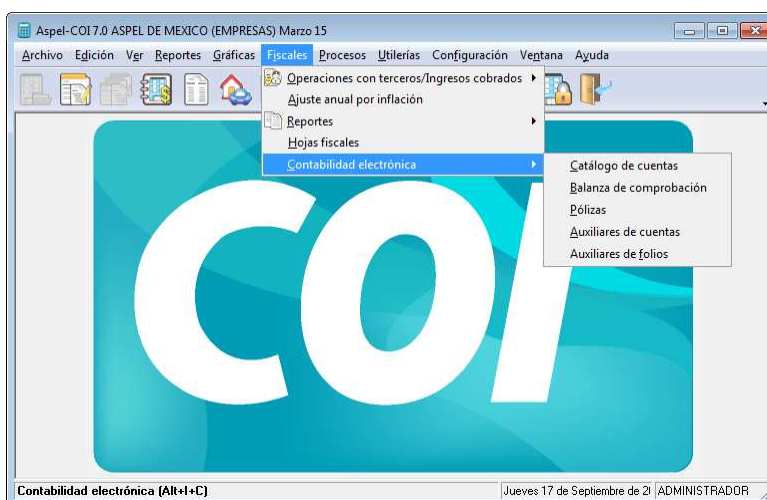 Aspel-COI 7.0 ASPEL DE MEXICO (EMPRESAS) Marzo 15
Archivo Edición Ver Reportes Gráficas Fiscales Procesos Utilerías Configuración Ventana Ayuda
Operaciones con terceros/Ingresos cobrados
Ajuste anual por inflación
Reportes
Hojas fiscales
Contabilidad electrónica
Catálogo de cuentas
Balanza de comprobación
Pólizas
Auxiliares de cuentas
Auxiliares de folios
COI
Contabilidad electrónica (Alt+I+C) Jueves 17 de Septiembre de 2 ADMINISTRADOR